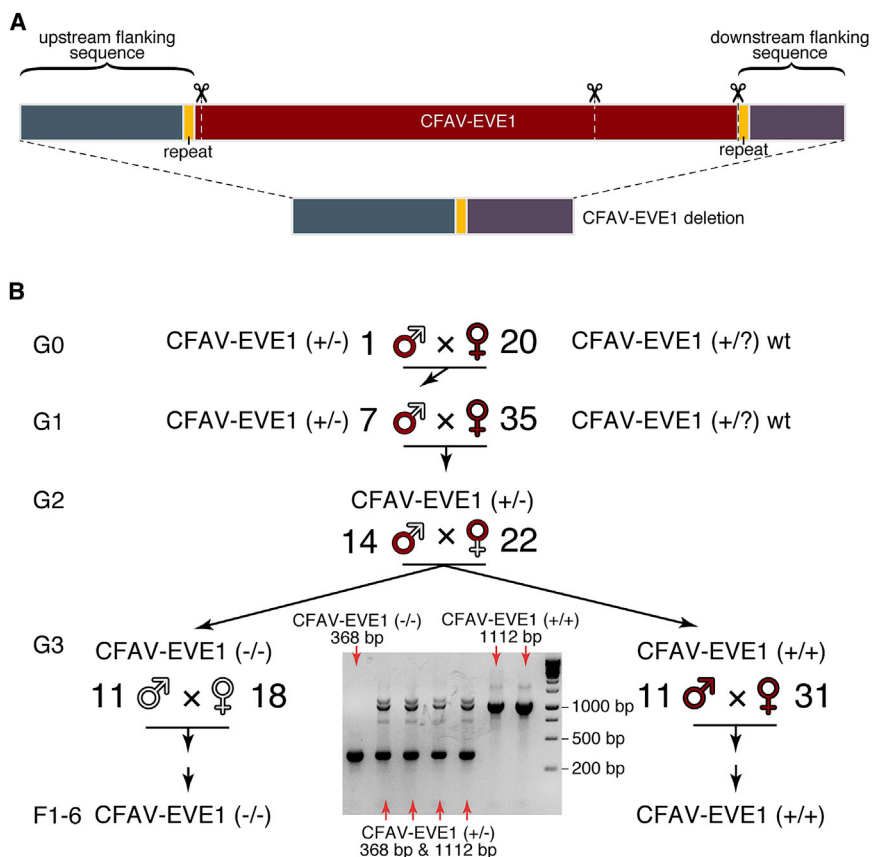 A
upstream flanking
sequence
downstream flanking
sequence
CFAV-EVE1
repeat
repeat
CFAV-EVE1 deletion
B
G0
CFAV-EVE1 (+/-) 1 × 20 CFAV-EVE1 (+/?) wt
G1
CFAV-EVE1 (+/-) 7 × 35 CFAV-EVE1 (+/?) wt
G2
CFAV-EVE1 (+/-)
14 × 22
G3
CFAV-EVE1 (-/-)
11 × 18
CFAV-EVE1 (-/-)
368 bp
CFAV-EVE1 (+/+)
1112 bp
1000 bp
500 bp
200 bp
CFAV-EVE1 (+/-)
368 bp & 1112 bp
CFAV-EVE1 (+/+)
11 × 31
F1-6 CFAV-EVE1 (-/-)
CFAV-EVE1 (+/+)